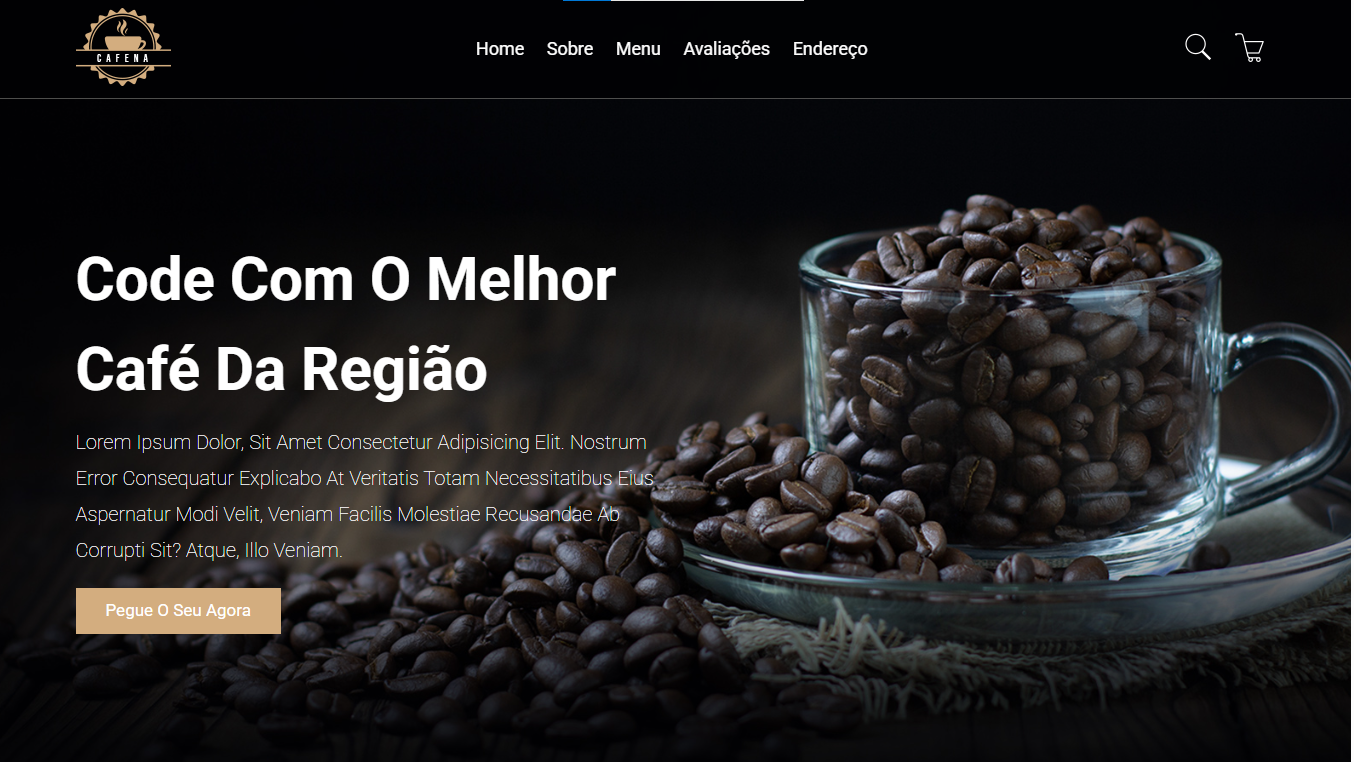 CAFENA
Home Sobre Menu Avaliações Endereço
Code Com O Melhor
Café Da Região
Lorem Ipsum Dolor, Sit Amet Consectetur Adipisicing Elit. Nostrum
Error Consequatur Explicabo At Veritatis Totam Necessitatibus Eius
Aspernatur Modi Velit, Veniam Facilis Molestiae Recusandae Ab
Corrupti Sit? Atque, Illo Veniam.
Pegue O Seu Agora